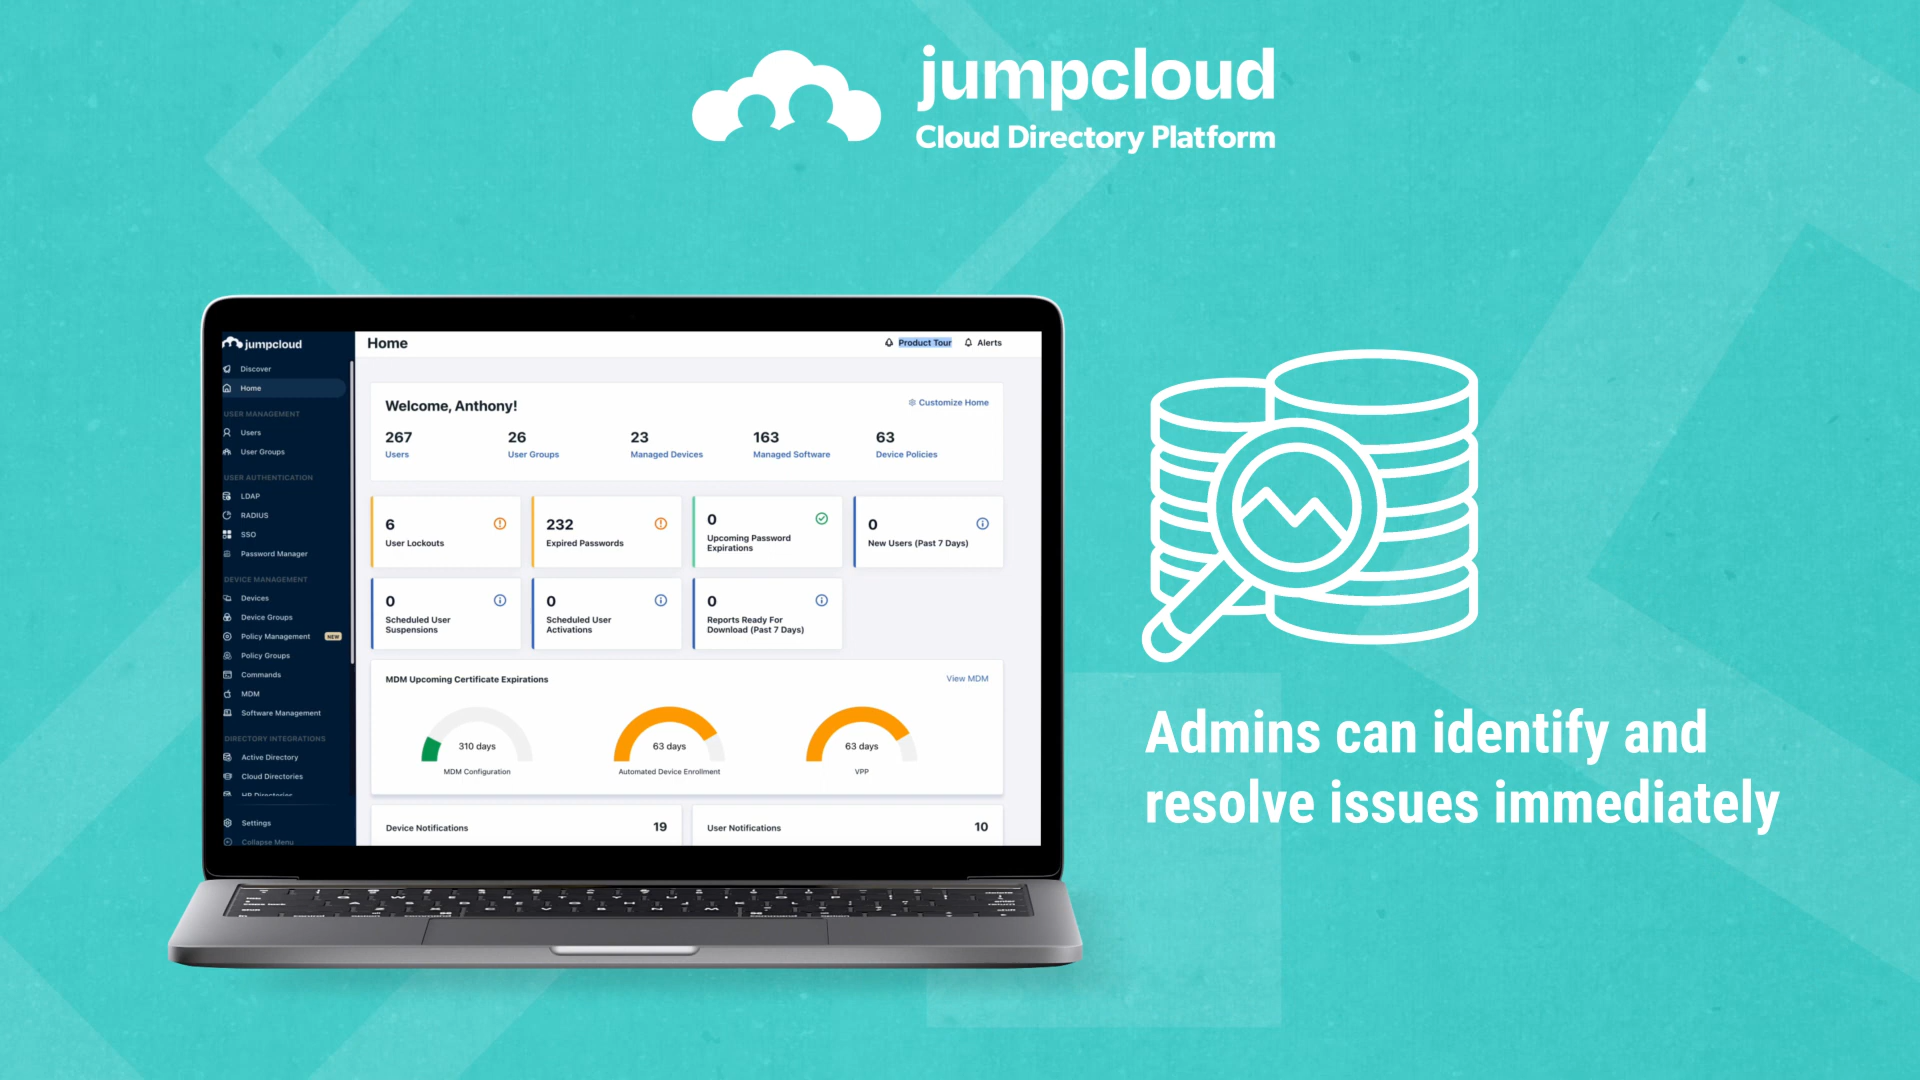 jumpcloud
Cloud Directory Platform
jumpcloud
Discover
Home
USER MANAGEMENT
Users
User Groups
USER AUTHENTICATION
LDAP
RADIUS
SSO
Password Manager
DEVICE MANAGEMENT
Devices
Device Groups
Policy Management NEW
Policy Groups
Commands
MDM
Software Management
DIRECTORY INTEGRATIONS
Active Directory
Cloud Directories
HR Directories
Settings
Collapse Menu
Home
Product Tour
Alerts
Welcome, Anthony!
Customize Home
267
Users
26
User Groups
23
Managed Devices
163
Managed Software
63
Device Policies
6
User Lockouts
232
Expired Passwords
0
Upcoming Password
Expirations
0
New Users (Past 7 Days)
0
Scheduled User
Suspensions
0
Scheduled User
Activations
0
Reports Ready For
Download (Past 7 Days)
MDM Upcoming Certificate Expirations
View MDM
310 days
MDM Configuration
63 days
Automated Device Enrollment
63 days
VPP
Device Notifications 19
User Notifications 10
Admins can identify and
resolve issues immediately